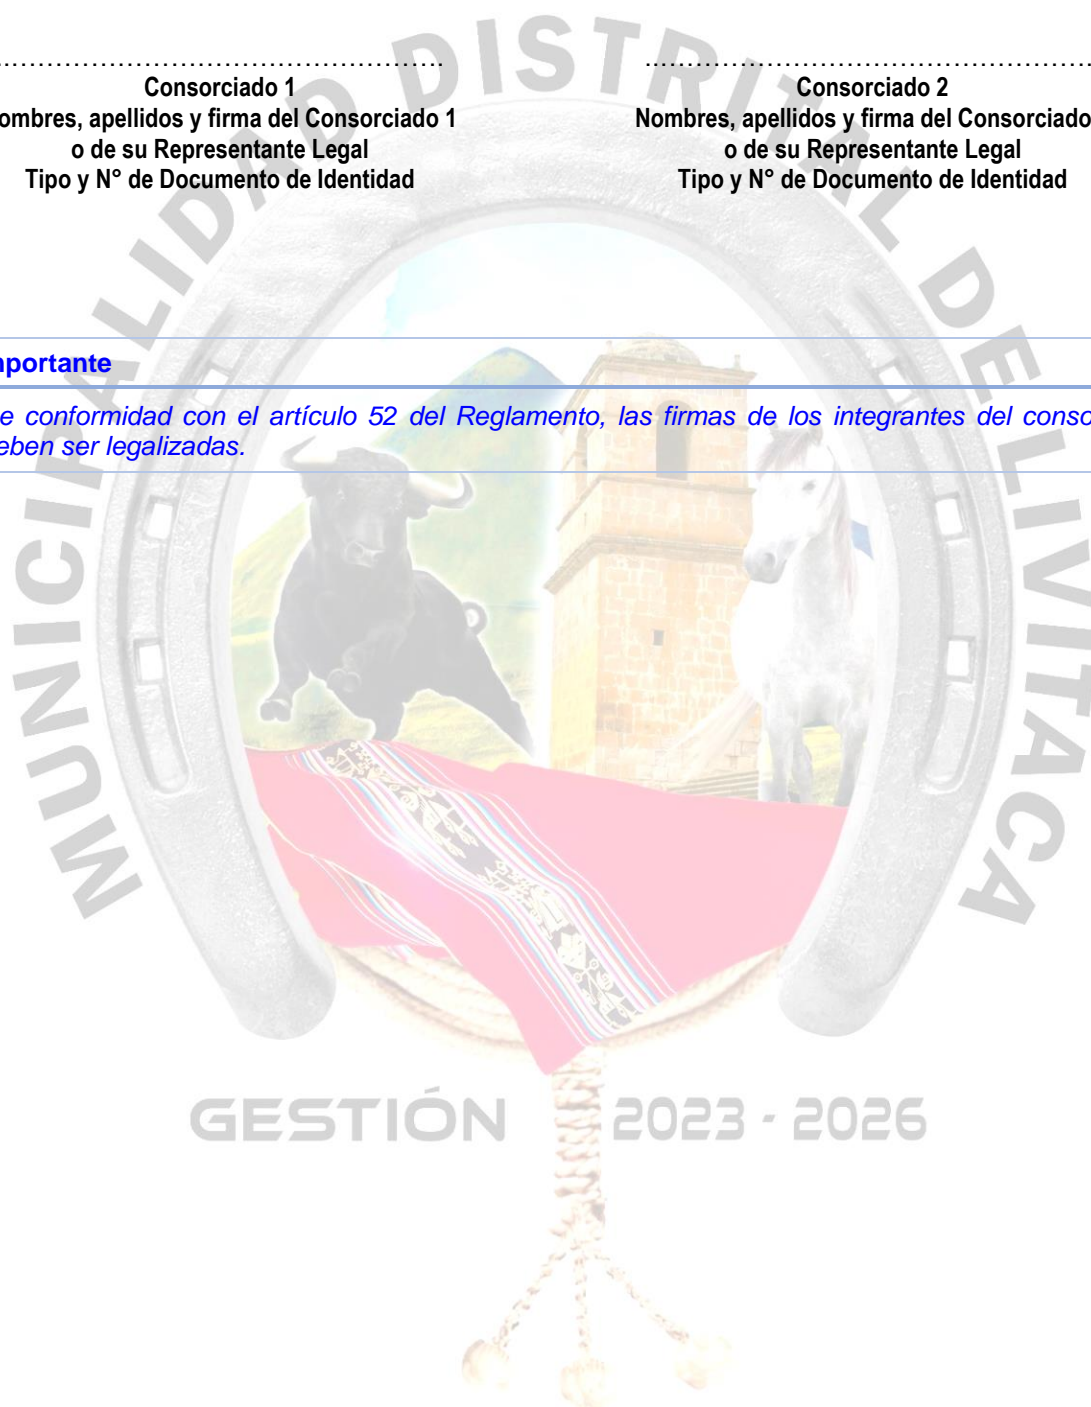 ……………………………………………. …………………………………………….
Consorciado 1 Consorciado 2
ombres, apellidos y firma del Consorciado 1 Nombres, apellidos y firma del Consorciado
o de su Representante Legal o de su Representante Legal
Tipo y N° de Documento de Identidad Tipo y N° de Documento de Identidad
mportante
e conformidad con el artículo 52 del Reglamento, las firmas de los integrantes del conso
eben ser legalizadas.
MUNICIPALIDAD DISTRITAL DE LIVITACA
GESTIÓN 2023 - 2026